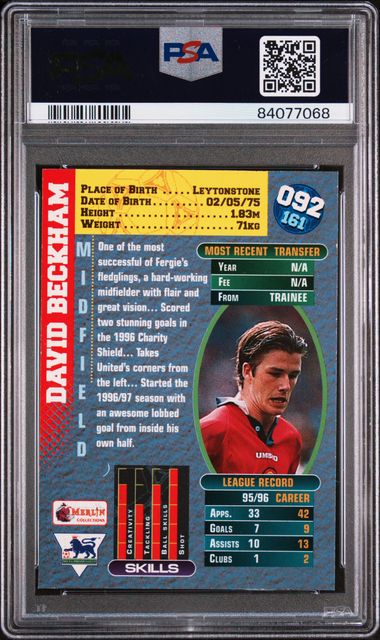 PSA
84077068
DAVID BECKHAM
MIDFIELD
PLACE OF BIRTH ..... LEYTONSTONE
DATE OF BIRTH ......... 02/05/75
HEIGHT ........................ 1.83M
WEIGHT ........................ 71KG
092
161
One of the most
successful of Fergie's
fledglings, a hard-working
midfielder with flair and
great vision... Scored
two stunning goals in
the 1996 Charity
Shield... Takes
United's corners from
the left... Started the
1996/97 season with
an awesome lobbed
goal from inside his
own half.
MOST RECENT TRANSFER
YEAR N/A
FEE N/A
FROM TRAINEE
UMBRO
LEAGUE RECORD
95/96 CAREER
APPS. 33 42
GOALS 7 9
ASSISTS 10 13
CLUBS 1 2
MERLIN
COLLECTIONS
CREATIVITY
TACKLING
BALL SKILLS
SHOT
SKILLS